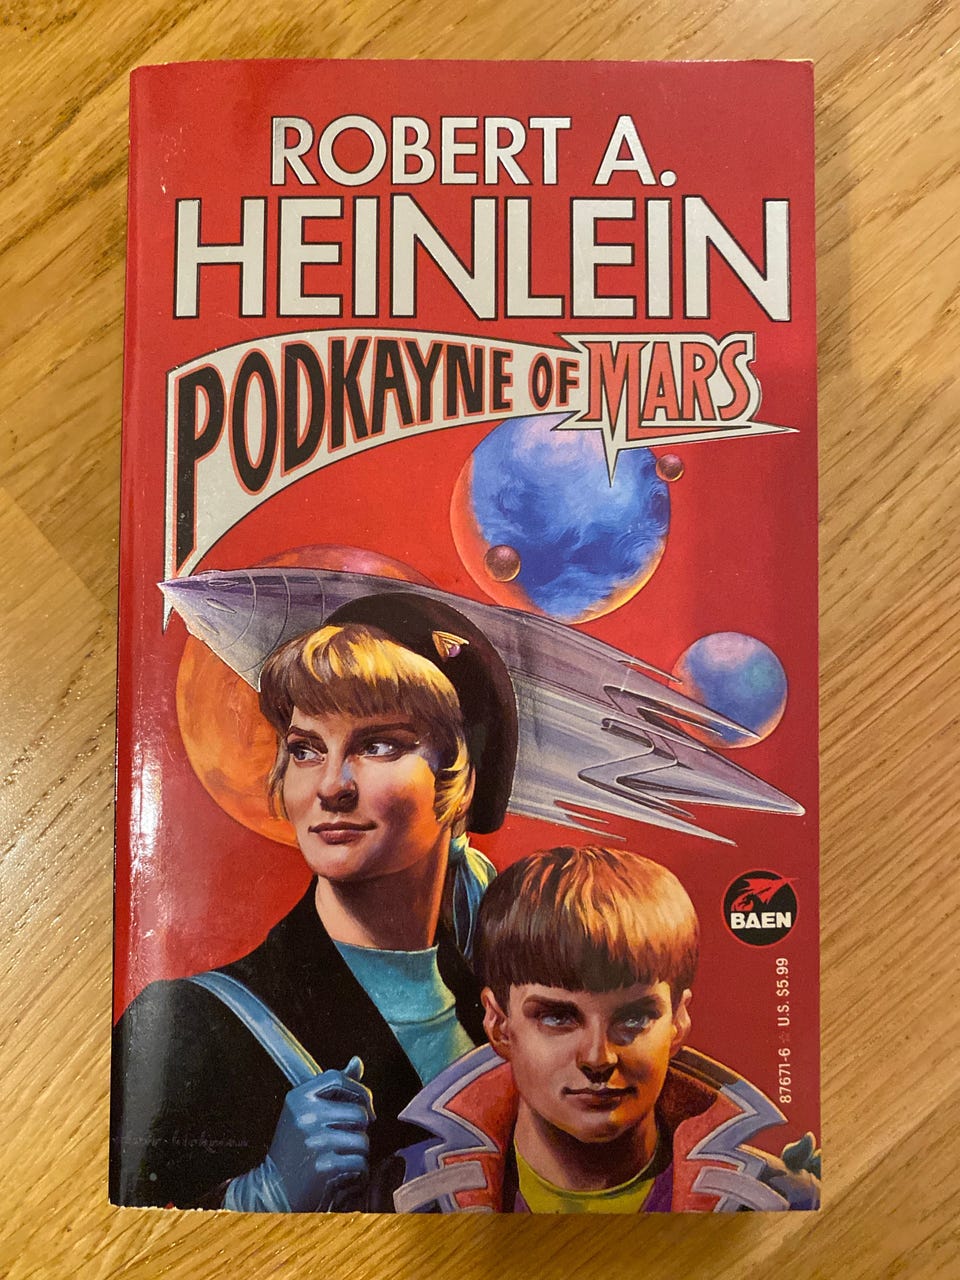 ROBERT A.
HEINLEIN
PODKAYNE OF MARS
BAEN
87671-6 ☆ U.S. $5.99